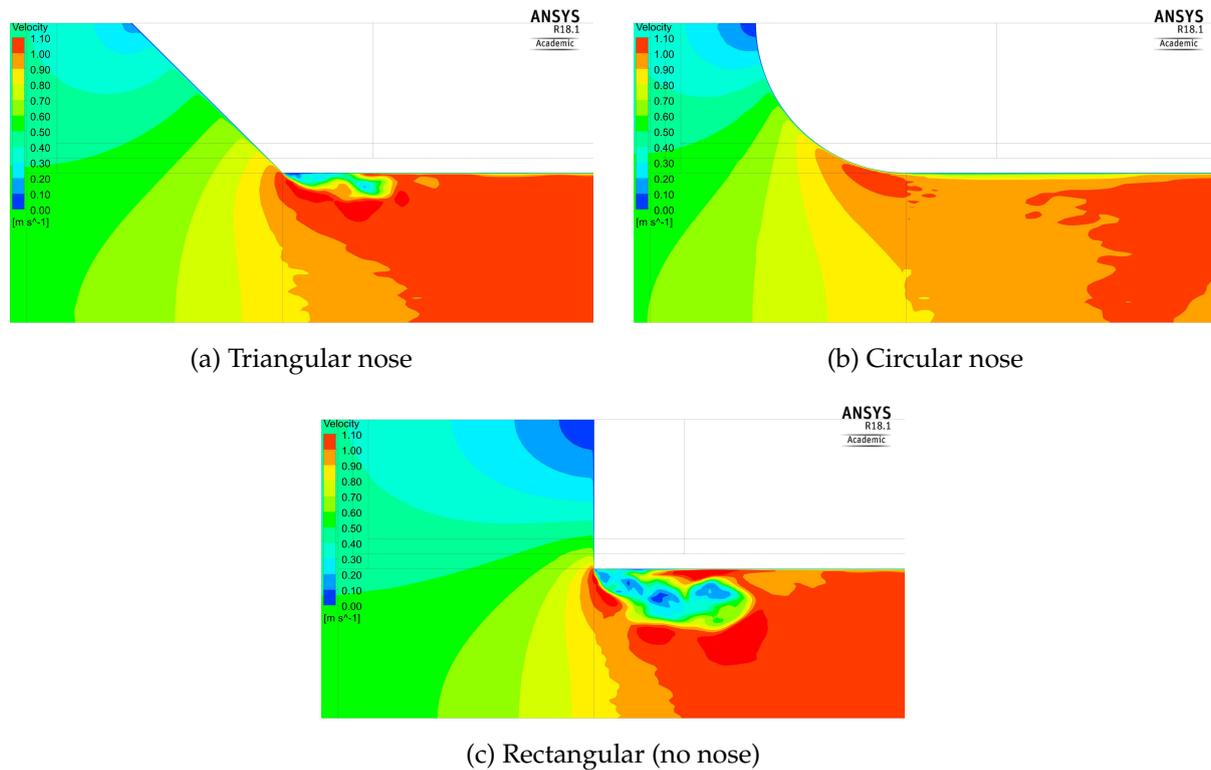 ANSYS
R18.1
Academic
Velocity
1.10
1.00
0.90
0.80
0.70
0.60
0.50
0.40
0.30
0.20
0.10
0.00
[m s^-1]
(a) Triangular nose
ANSYS
R18.1
Academic
Velocity
1.10
1.00
0.90
0.80
0.70
0.60
0.50
0.40
0.30
0.20
0.10
0.00
[m s^-1]
(b) Circular nose
ANSYS
R18.1
Academic
Velocity
1.10
1.00
0.90
0.80
0.70
0.60
0.50
0.40
0.30
0.20
0.10
0.00
[m s^-1]
(c) Rectangular (no nose)